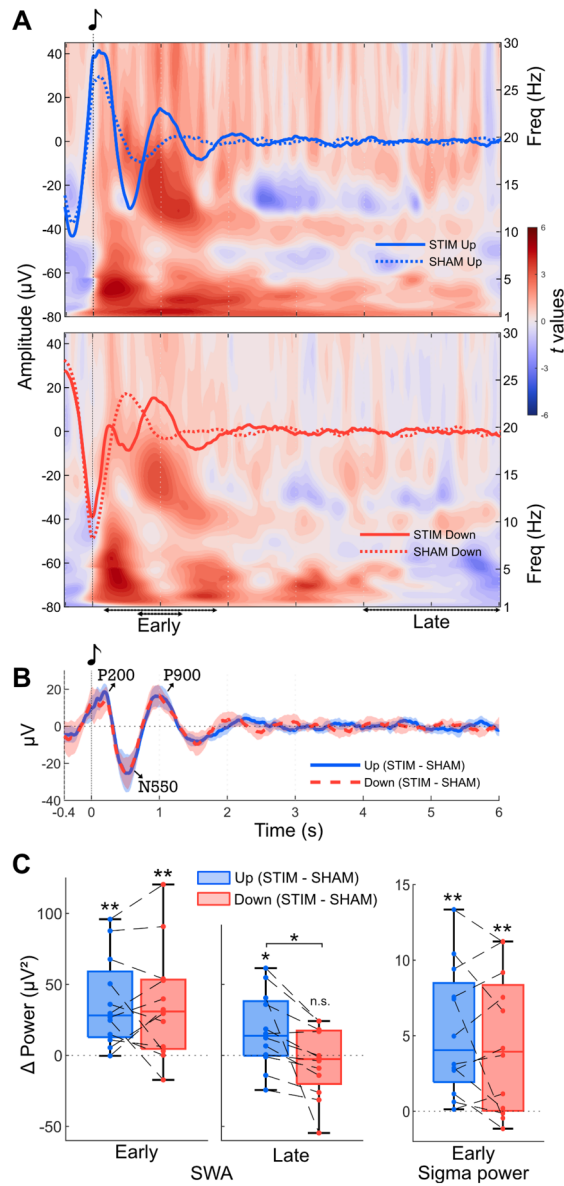 A
40
20
0
-20
-40
-60
-80
Amplitude (μV)
30
25
20
15
10
5
1
Freq (Hz)
STIM Up
SHAM Up
6
3
0
-3
-6
t values
40
20
0
-20
-40
-60
-80
30
25
20
15
10
5
1
Freq (Hz)
STIM Down
SHAM Down
Early
Late
B
P200
P900
N550
20
0
-20
40
μV
Up (STIM - SHAM)
Down (STIM - SHAM)
-0.4
0
1
2
3
4
5
6
Time (s)
C
Up (STIM - SHAM)
Down (STIM - SHAM)
**
**
*
*
n.s.
**
**
100
50
0
-50
Δ Power (μV²)
15
10
5
0
Early
Late
Early
SWA
Sigma power